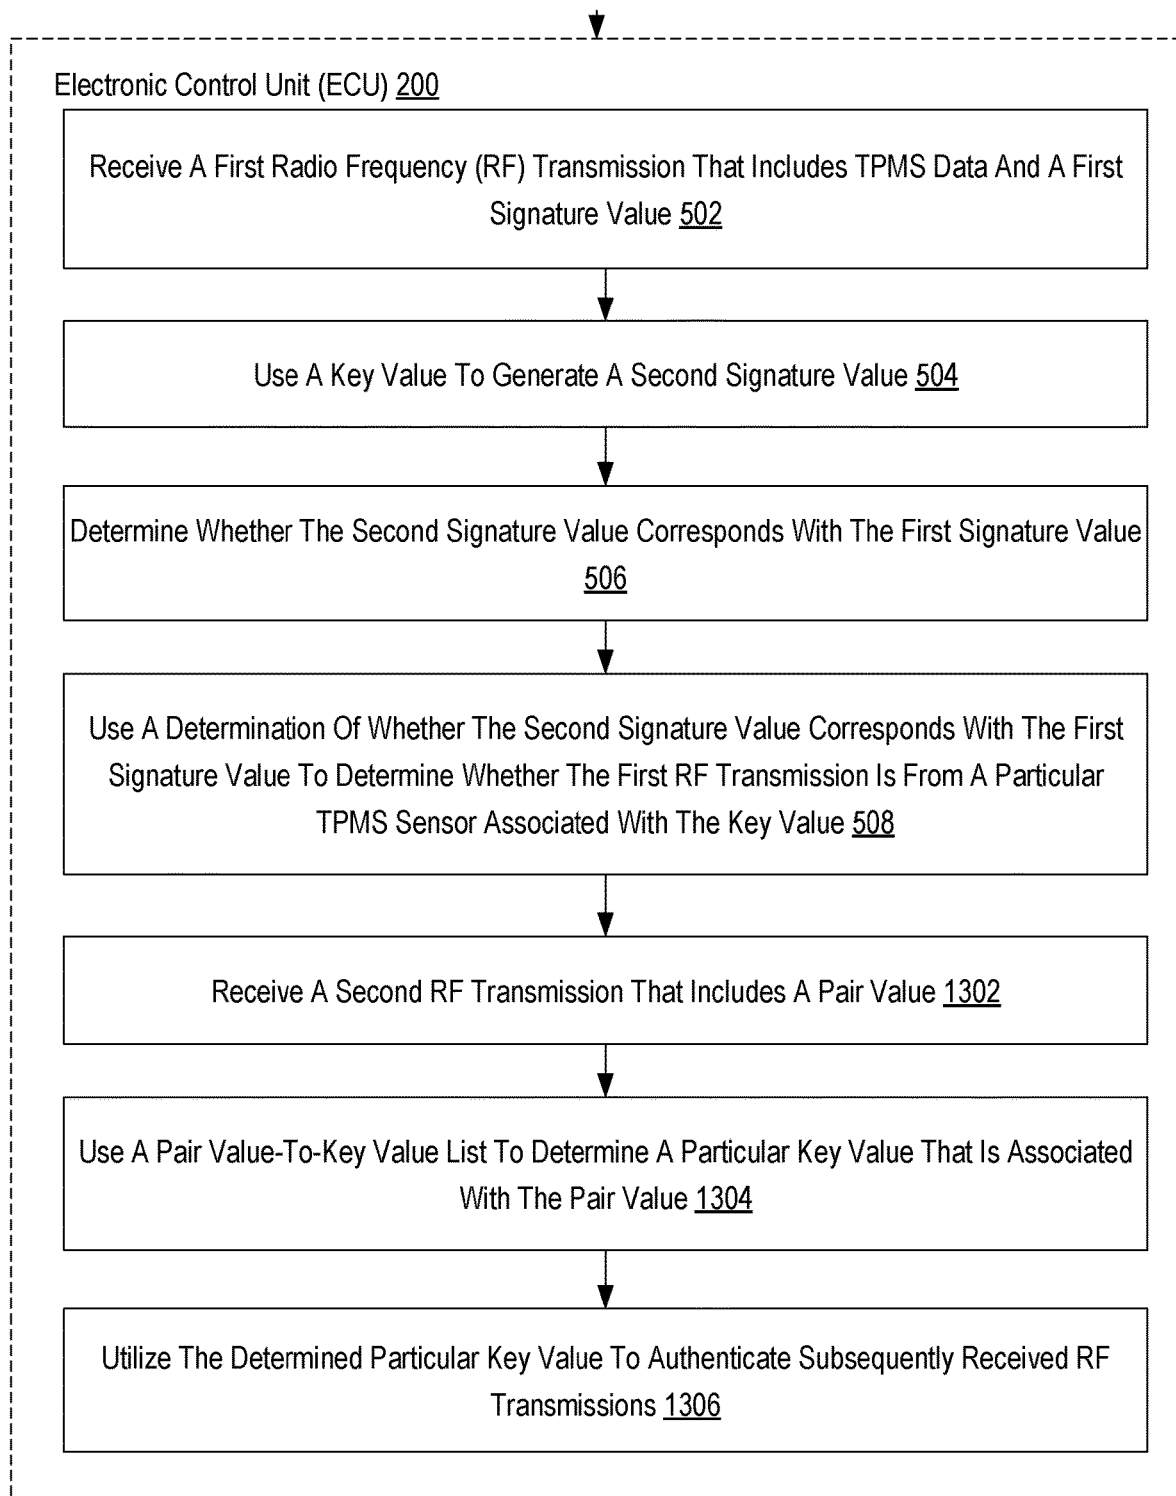 Electronic Control Unit (ECU) 200
Receive A First Radio Frequency (RF) Transmission That Includes TPMS Data And A First
Signature Value 502
Use A Key Value To Generate A Second Signature Value 504
Determine Whether The Second Signature Value Corresponds With The First Signature Value
506
Use A Determination Of Whether The Second Signature Value Corresponds With The First
Signature Value To Determine Whether The First RF Transmission Is From A Particular
TPMS Sensor Associated With The Key Value 508
Receive A Second RF Transmission That Includes A Pair Value 1302
Use A Pair Value-To-Key Value List To Determine A Particular Key Value That Is Associated
With The Pair Value 1304
Utilize The Determined Particular Key Value To Authenticate Subsequently Received RF
Transmissions 1306